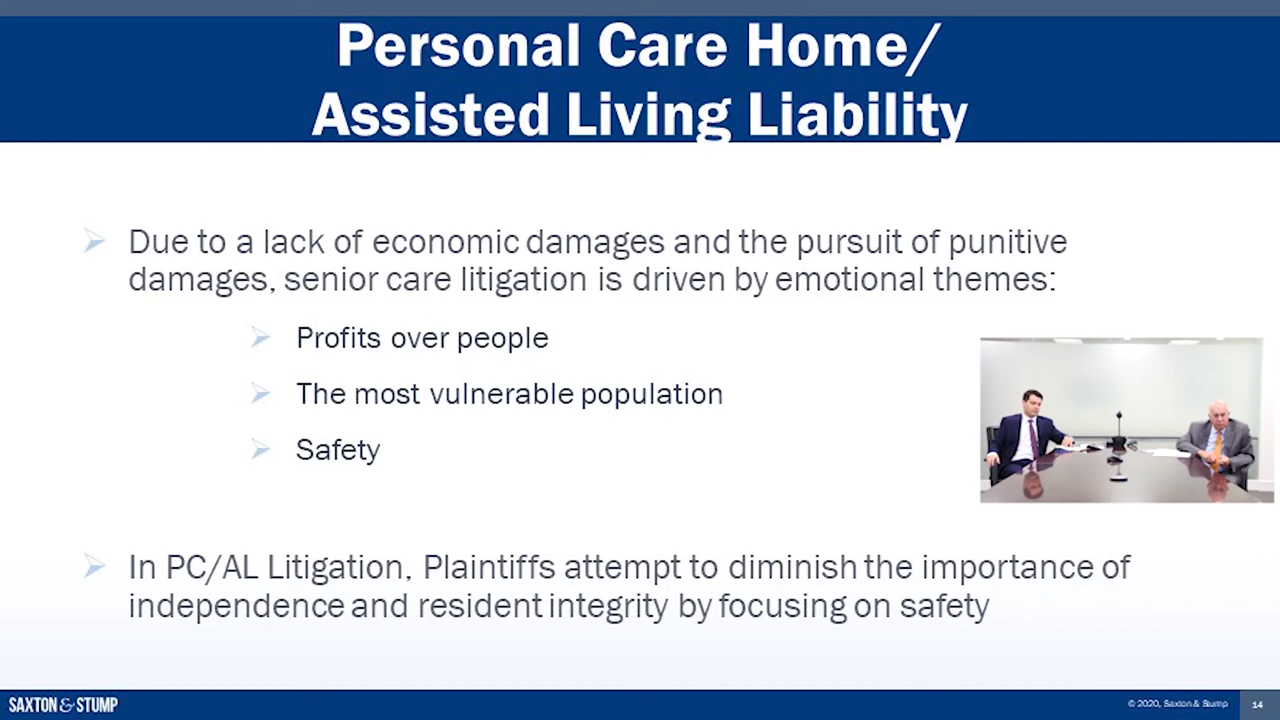 Personal Care Home/
Assisted Living Liability
Due to a lack of economic damages and the pursuit of punitive
damages, senior care litigation is driven by emotional themes:
Profits over people
The most vulnerable population
Safety
In PC/AL Litigation, Plaintiffs attempt to diminish the importance of
independence and resident integrity by focusing on safety
SAXTON & STUMP
© 2020, Saxton & Stump
14